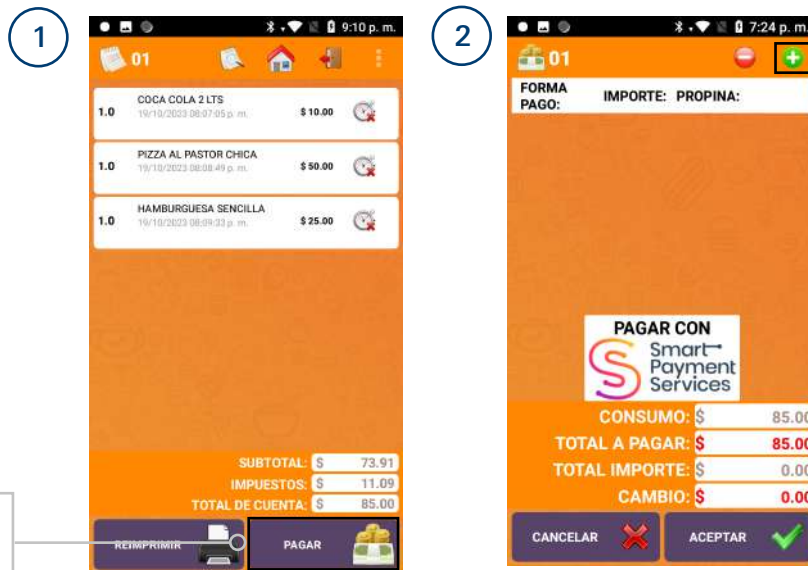 1
9:10 p. m.
01
1.0 COCA COLA 2 LTS $ 10.00
19/10/2023 08:07:05 p. m.
1.0 PIZZA AL PASTOR CHICA $ 50.00
19/10/2023 08:08:49 p. m.
1.0 HAMBURGUESA SENCILLA $ 25.00
19/10/2023 08:09:33 p. m.
SUBTOTAL: $ 73.91
IMPUESTOS: $ 11.09
TOTAL DE CUENTA: $ 85.00
REIMPRIMIR
PAGAR
2
7:24 p. m.
01
FORMA PAGO: IMPORTE: PROPINA:
PAGAR CON
Smart
Payment
Services
CONSUMO: $ 85.00
TOTAL A PAGAR: $ 85.00
TOTAL IMPORTE: $ 0.00
CAMBIO: $ 0.00
CANCELAR
ACEPTAR